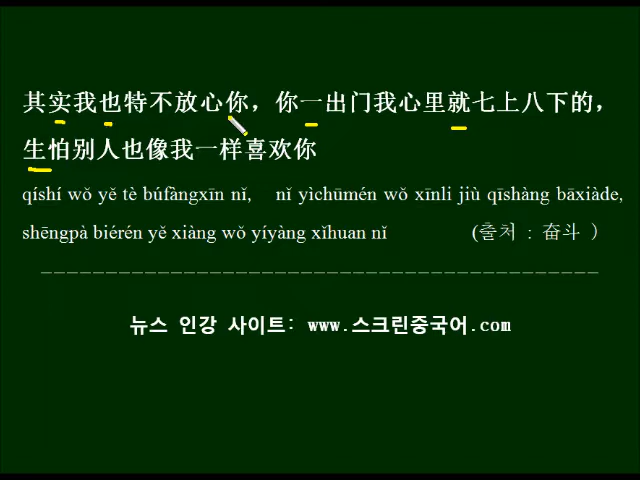 其实我也特不放心你，你一出门我心里就七上八下的，
生怕别人也像我一样喜欢你
qíshí wǒ yě tè búfàngxīn nǐ,    nǐ yìchūmén wǒ xīnli jiù qīshàng bāxiàde,
shēngpà biérén yě xiàng wǒ yíyàng xǐhuan nǐ    (출처 : 奋斗 )
뉴스 인강 사이트: www.스크린중국어.com